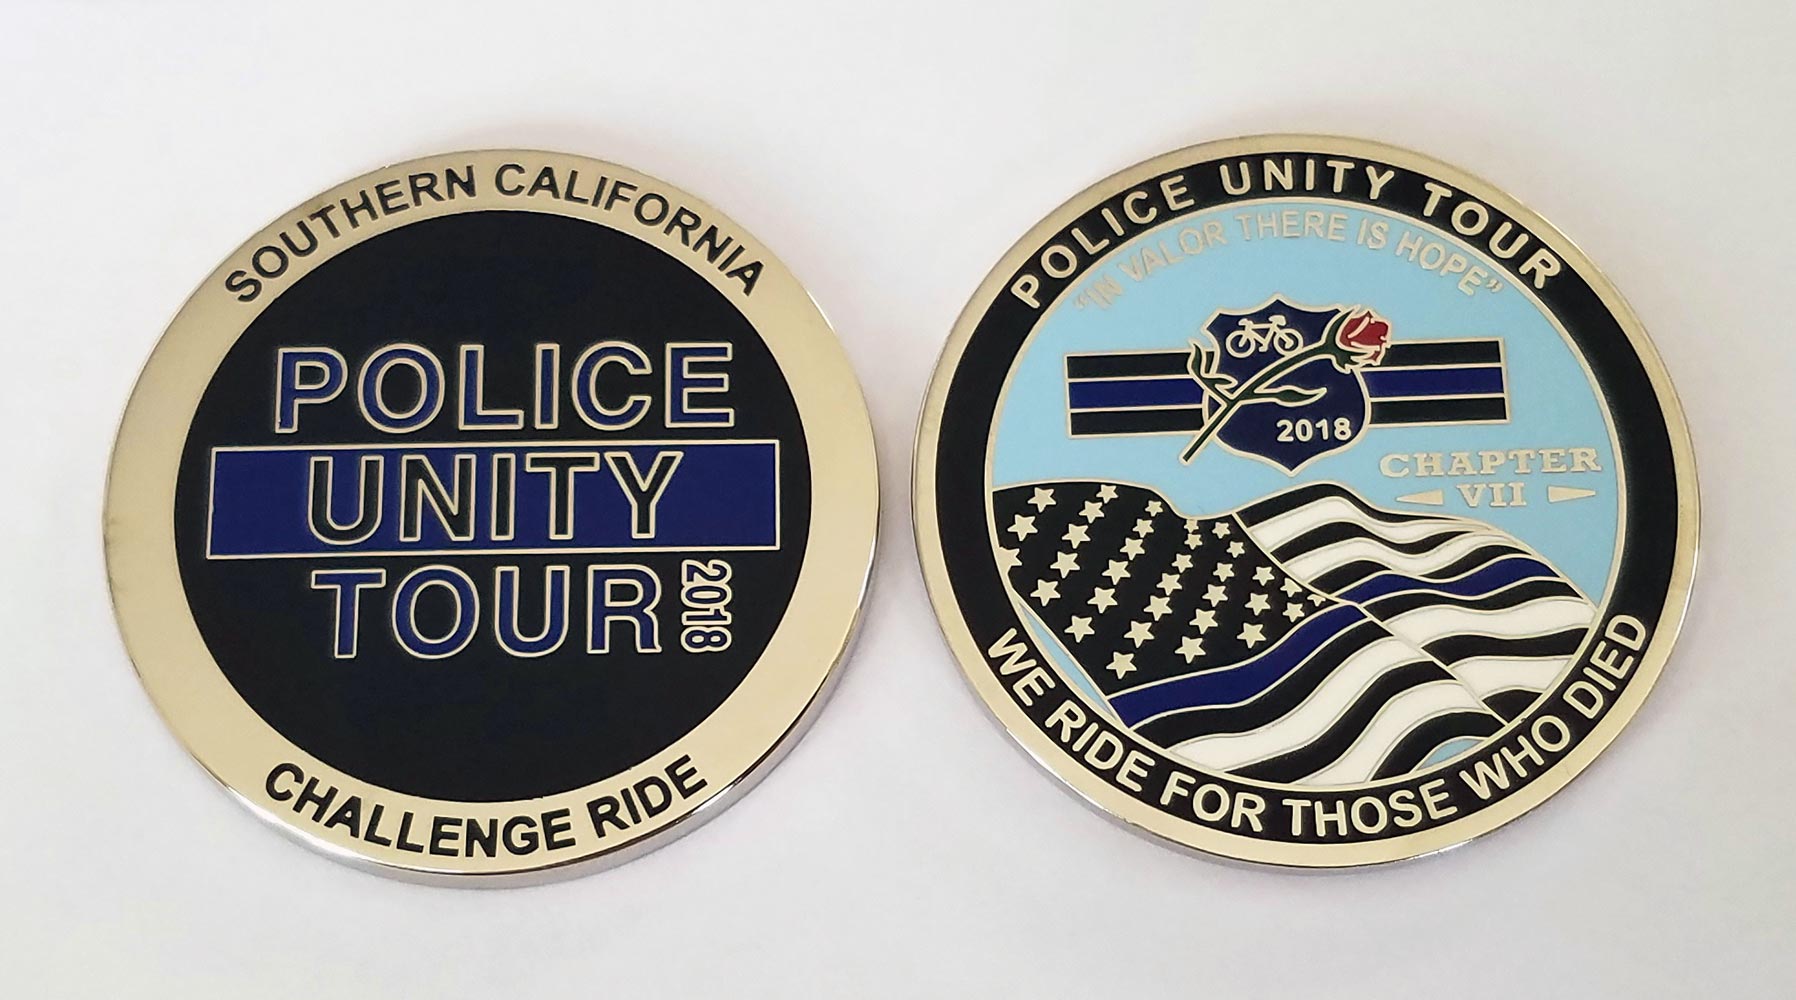 SOUTHERN CALIFORNIA
POLICE
UNITY
TOUR
2018
CHALLENGE RIDE
POLICE UNITY TOUR
"IN VALOR THERE IS HOPE"
2018
CHAPTER
VII
WE RIDE FOR THOSE WHO DIED